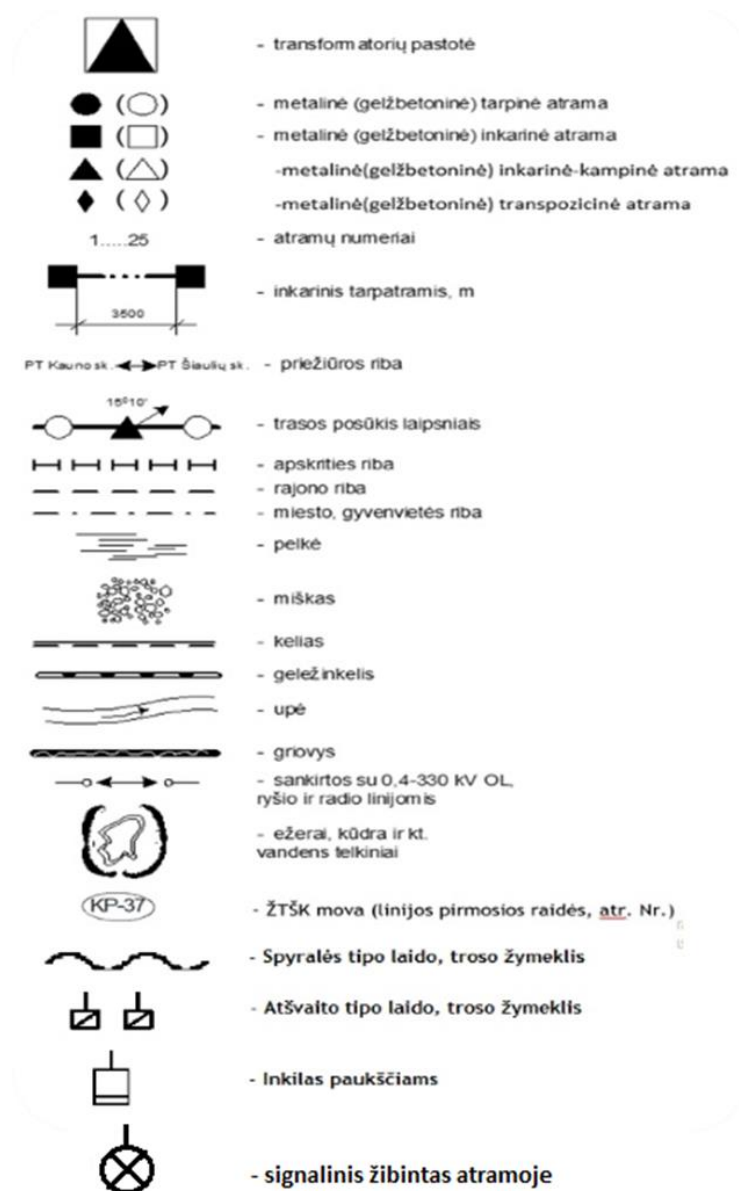 - transformatorių pastotė
- metalinė (gelžbetoninė) tarpinė atrama
- metalinė (gelžbetoninė) inkarinė atrama
-metalinė(gelžbetoninė) inkarinė-kampinė atrama
-metalinė(gelžbetoninė) transpozicinė atrama
1.....25 - atramų numeriai
- inkarinis tarpatramis, m
3500
PT Kauno sk. PT Šiaulių sk. - priežiūros riba
15º10'
- trasos posūkis laipsniais
- apskrities riba
- rajono riba
- miesto, gyvenvietės riba
- pelkė
- miškas
- kelias
- geležinkelis
- upė
- griovys
- sankirtos su 0,4-330 kV OL,
ryšio ir radio linijomis
- ežerai, kūdra ir kt.
vandens telkiniai
KP-37 - ŽTŠK mova (linijos pirmosios raidės, atr. Nr.)
- Spyralės tipo laido, troso žymeklis
- Atšvaito tipo laido, troso žymeklis
- Inkilas paukščiams
- signalinis žibintas atramoje